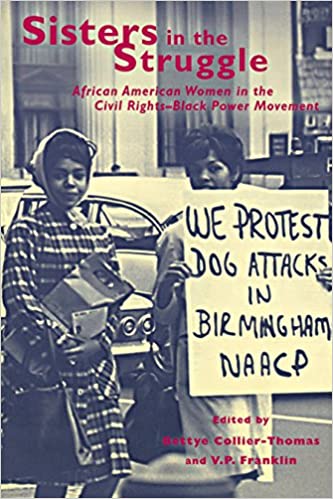 Sisters in the
Struggle
African American Women in the
Civil Rights–Black Power Movement
WE PROTEST
DOG ATTACKS
IN
BIRMINGHAM
NAACP
Edited by
Bettye Collier-Thomas
and V.P. Franklin